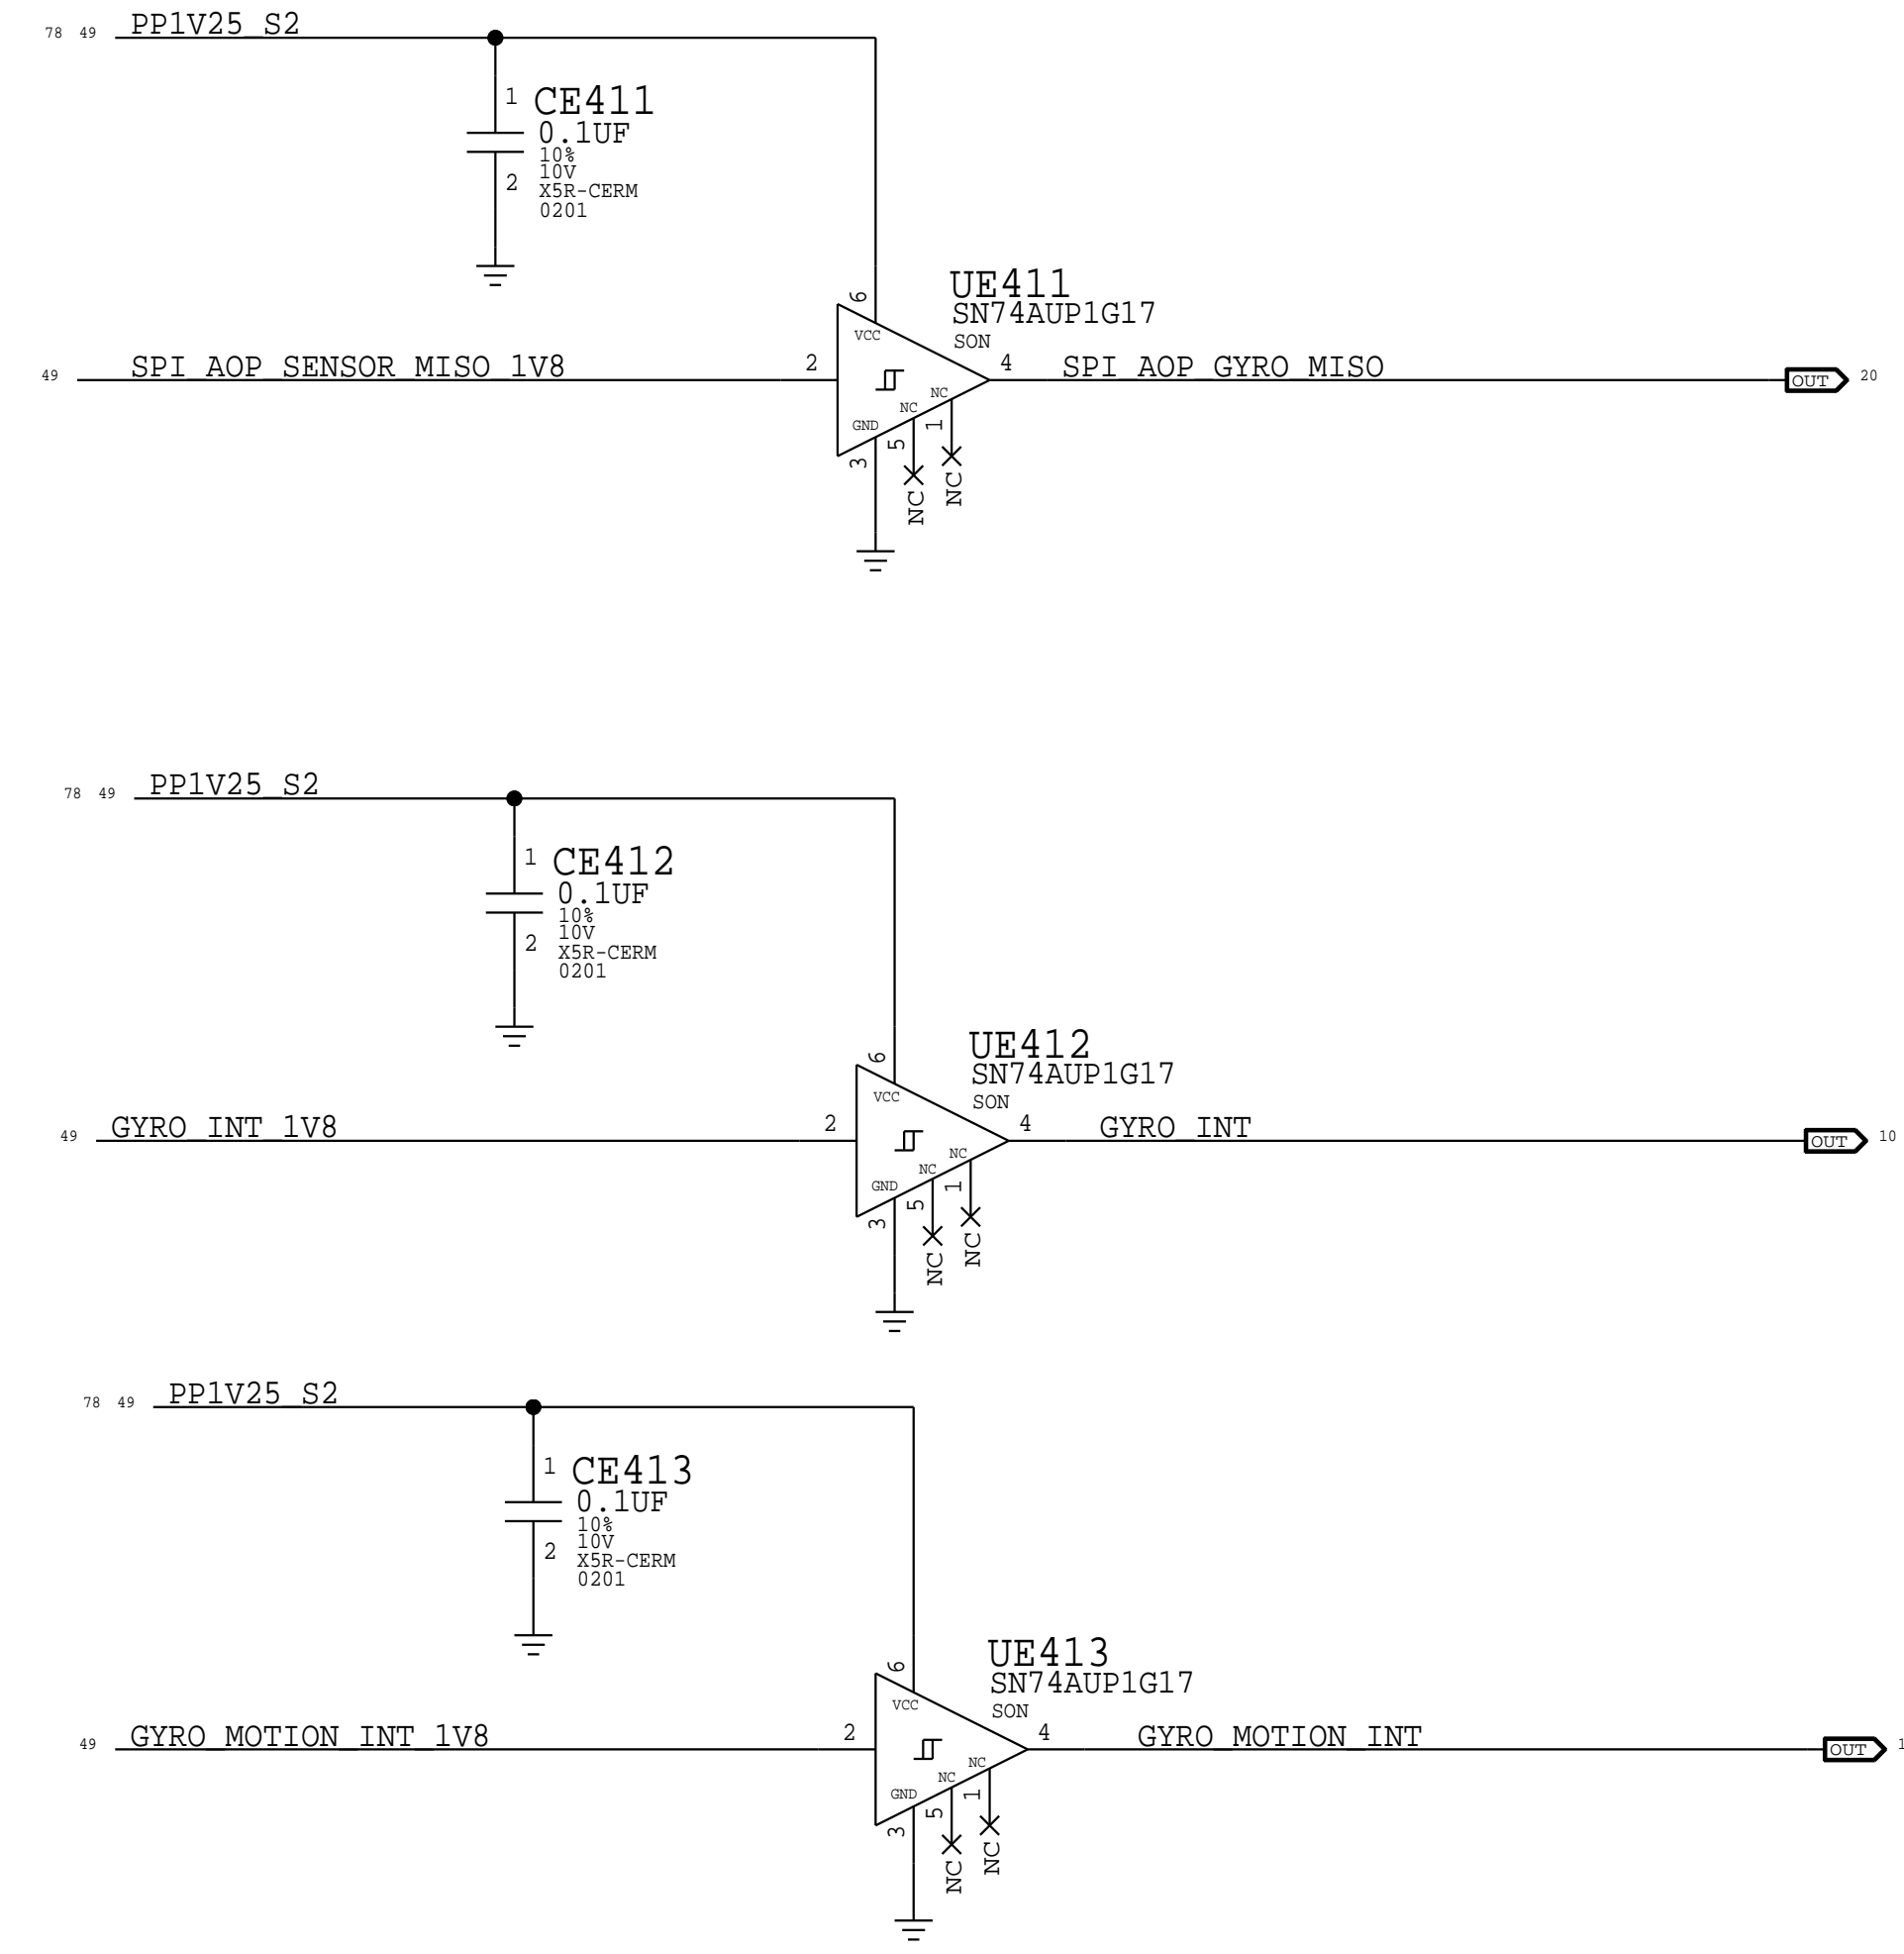 78 49 PP1V25_S2
1 CE411
0.1UF
10%
10V
2 X5R-CERM
0201
UE411
SN74AUP1G17
SON
6
VCC
49 SPI_AOP_SENSOR_MISO_1V8 2 4 SPI_AOP_GYRO_MISO OUT 20
NC
NC
GND
3 5 1
NC NC
78 49 PP1V25_S2
1 CE412
0.1UF
10%
10V
2 X5R-CERM
0201
UE412
SN74AUP1G17
SON
6
VCC
49 GYRO_INT_1V8 2 4 GYRO_INT OUT 10
NC
NC
GND
3 5 1
NC NC
78 49 PP1V25_S2
1 CE413
0.1UF
10%
10V
2 X5R-CERM
0201
UE413
SN74AUP1G17
SON
6
VCC
49 GYRO_MOTION_INT_1V8 2 4 GYRO_MOTION_INT OUT
NC
NC
GND
3 5 1
NC NC